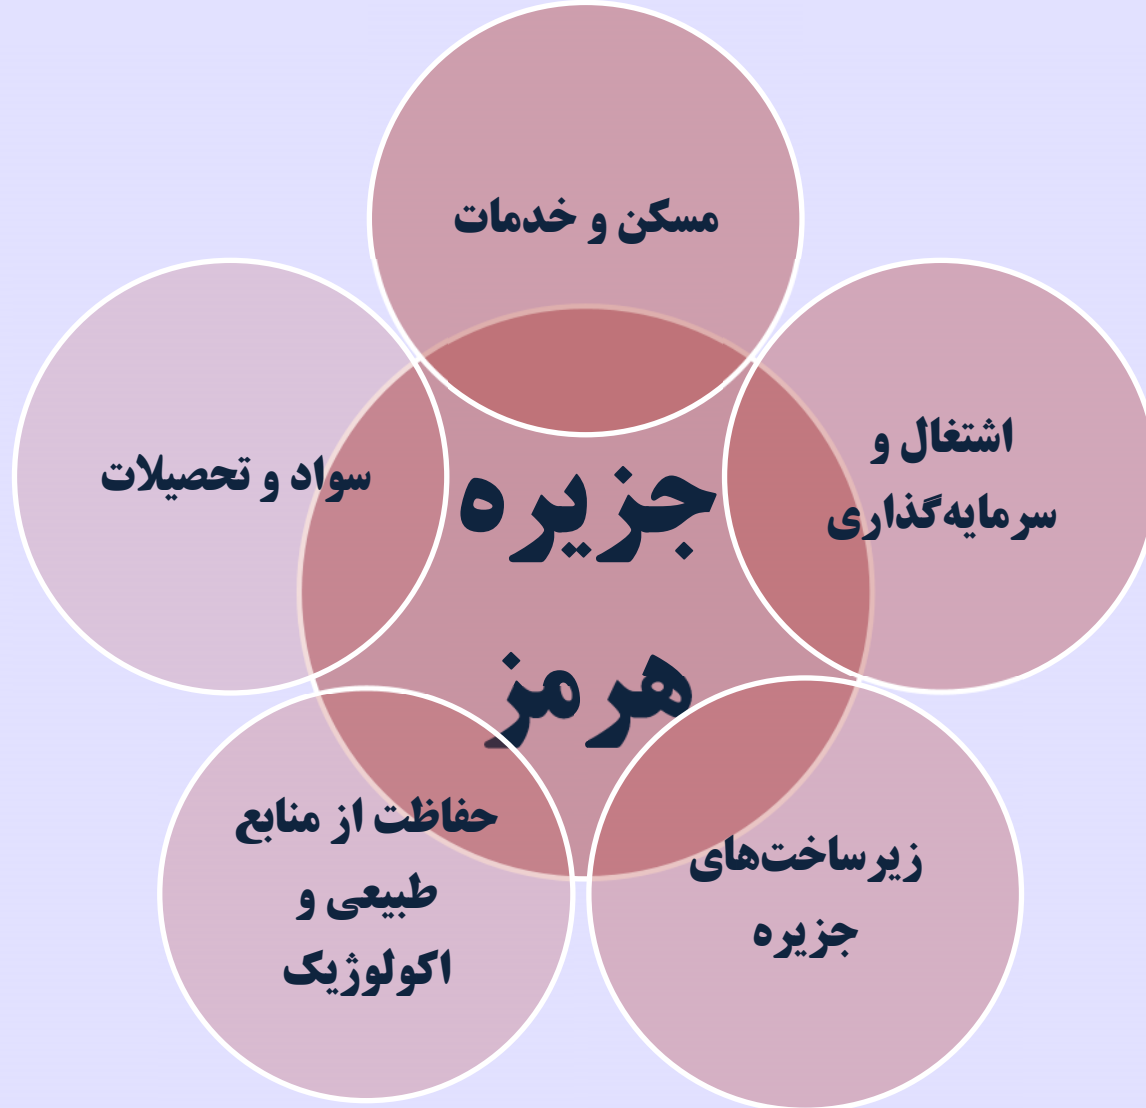 مسکن و خدمات
اشتغال و
سرمایه‌گذاری
سواد و تحصیلات
جزیره
هرمز
حفاظت از منابع
طبیعی و
اکولوژیک
زیرساخت‌های
جزیره